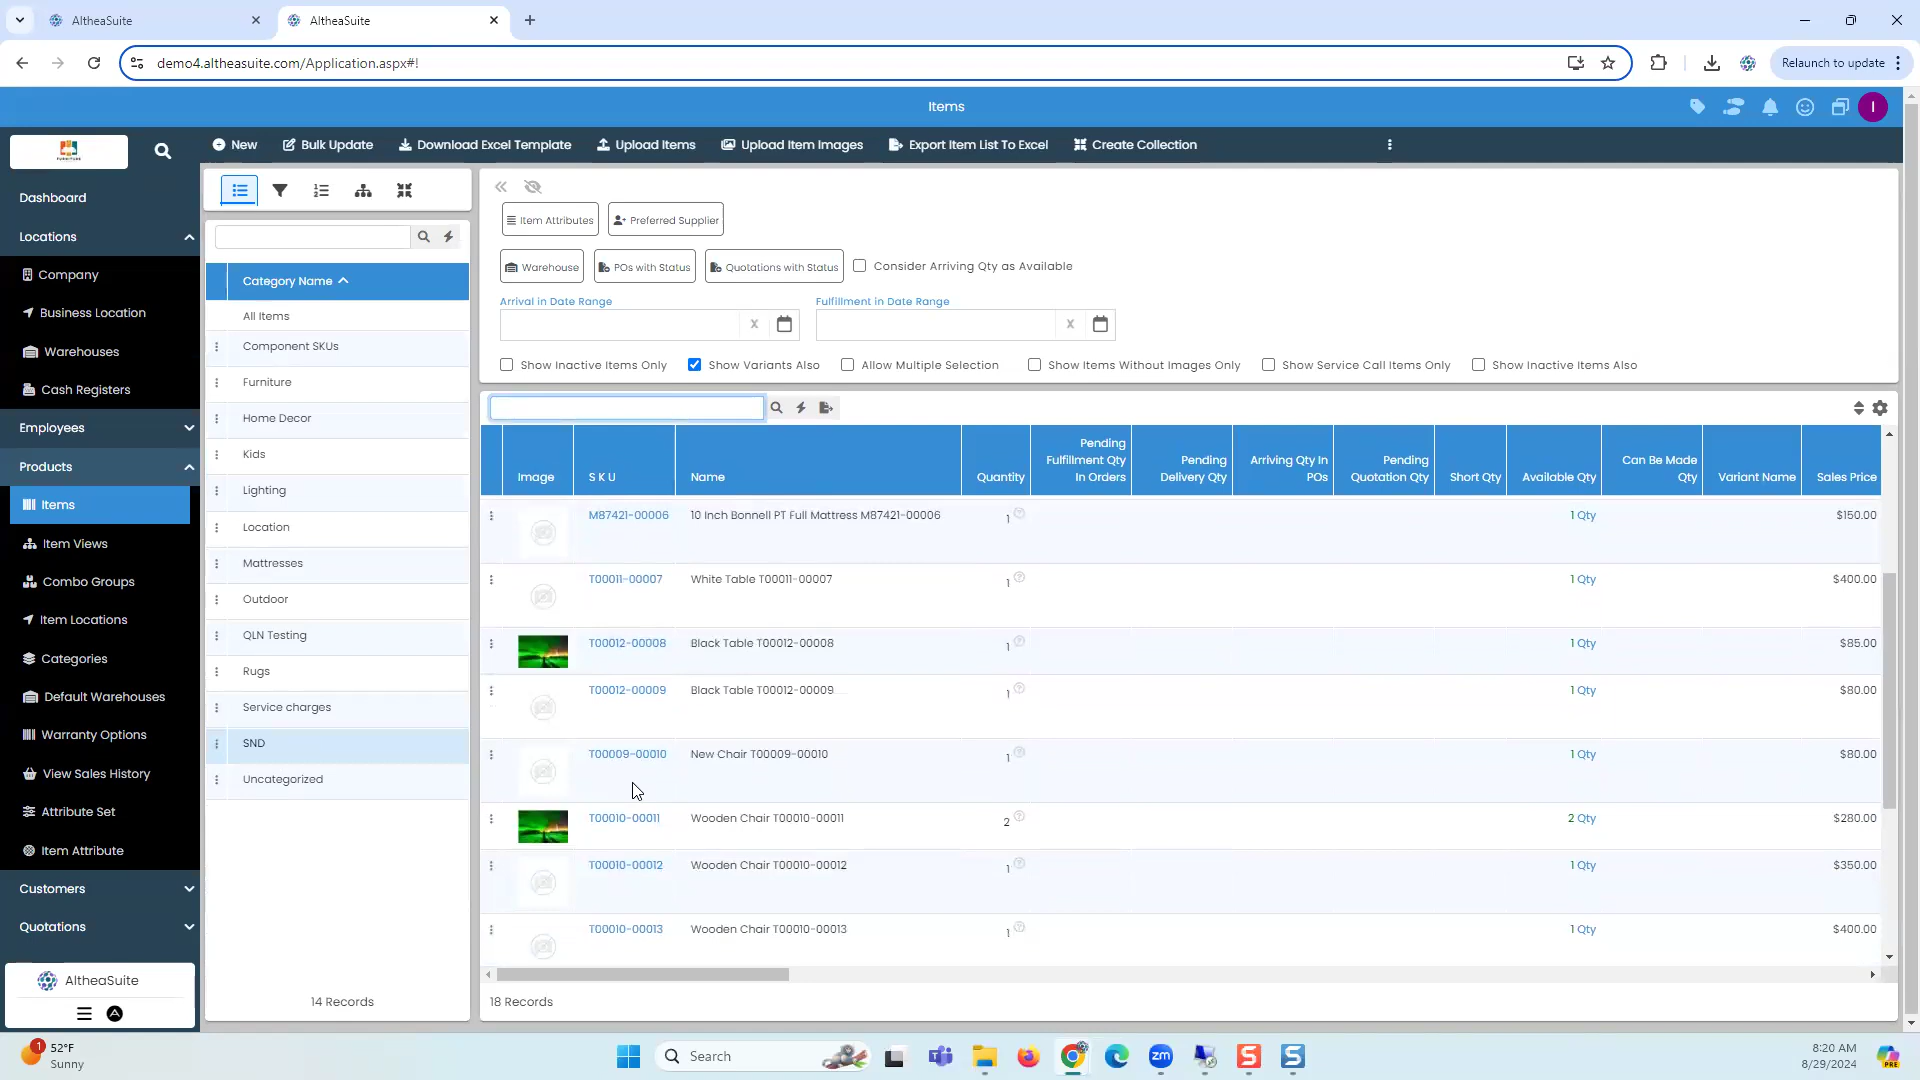 AltheaSuite
AltheaSuite
demo4.altheasuite.com/Application.aspx#!
Relaunch to update
Items
I
New
Bulk Update
Download Excel Template
Upload Items
Upload Item Images
Export Item List To Excel
Create Collection
Dashboard
Locations
Company
Business Location
Warehouses
Cash Registers
Employees
Products
Items
Item Views
Combo Groups
Item Locations
Categories
Default Warehouses
Warranty Options
View Sales History
Attribute Set
Item Attribute
Customers
Quotations
AltheaSuite
Category Name
All Items
Component SKUs
Furniture
Home Decor
Kids
Lighting
Location
Mattresses
Outdoor
QLN Testing
Rugs
Service charges
SND
Uncategorized
14 Records
Item Attributes
Preferred Supplier
Warehouse
POs with Status
Quotations with Status
Consider Arriving Qty as Available
Arrival in Date Range
Fulfillment in Date Range
x
x
Show Inactive Items Only
Show Variants Also
Allow Multiple Selection
Show Items Without Images Only
Show Service Call Items Only
Show Inactive Items Also
Image
S K U
Name
Quantity
Pending Fulfillment Qty In Orders
Pending Delivery Qty
Arriving Qty In POs
Pending Quotation Qty
Short Qty
Available Qty
Can Be Made Qty
Variant Name
Sales Price
M87421-00006 10 Inch Bonnell PT Full Mattress M87421-00006 1 1 Qty $150.00
T00011-00007 White Table T00011-00007 1 1 Qty $400.00
T00012-00008 Black Table T00012-00008 1 1 Qty $85.00
T00012-00009 Black Table T00012-00009 1 1 Qty $80.00
T00009-00010 New Chair T00009-00010 1 1 Qty $80.00
T00010-00011 Wooden Chair T00010-00011 2 2 Qty $280.00
T00010-00012 Wooden Chair T00010-00012 1 1 Qty $350.00
T00010-00013 Wooden Chair T00010-00013 1 1 Qty $400.00
18 Records
1
52°F
Sunny
Search
zm
S
S
PRE
8:20 AM
8/29/2024